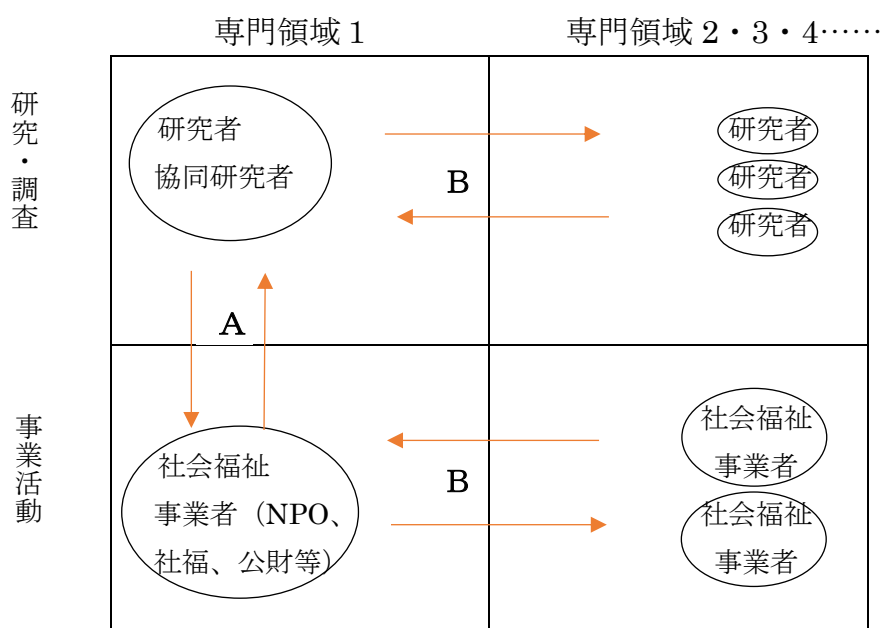 専門領域1
専門領域2・3・4……
研究・調査
研究者
協同研究者
B
研究者
研究者
研究者
A
事業活動
社会福祉
事業者（NPO、
社福、公財等）
B
社会福祉
事業者
社会福祉
事業者